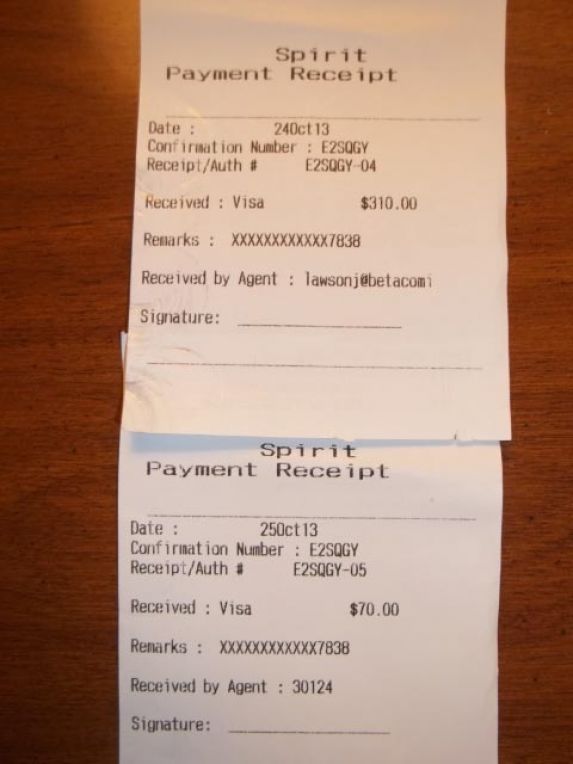 Spirit
Payment Receipt
Date : 24Oct13
Confirmation Number : E2SQGY
Receipt/Auth # E2SQGY-04
Received : Visa $310.00
Remarks : XXXXXXXXXXXX7838
Received by Agent : lawsonj@betacomi
Signature:
Spirit
Payment Receipt
Date : 25Oct13
Confirmation Number : E2SQGY
Receipt/Auth # E2SQGY-05
Received : Visa $70.00
Remarks : XXXXXXXXXXXX7838
Received by Agent : 30124
Signature: